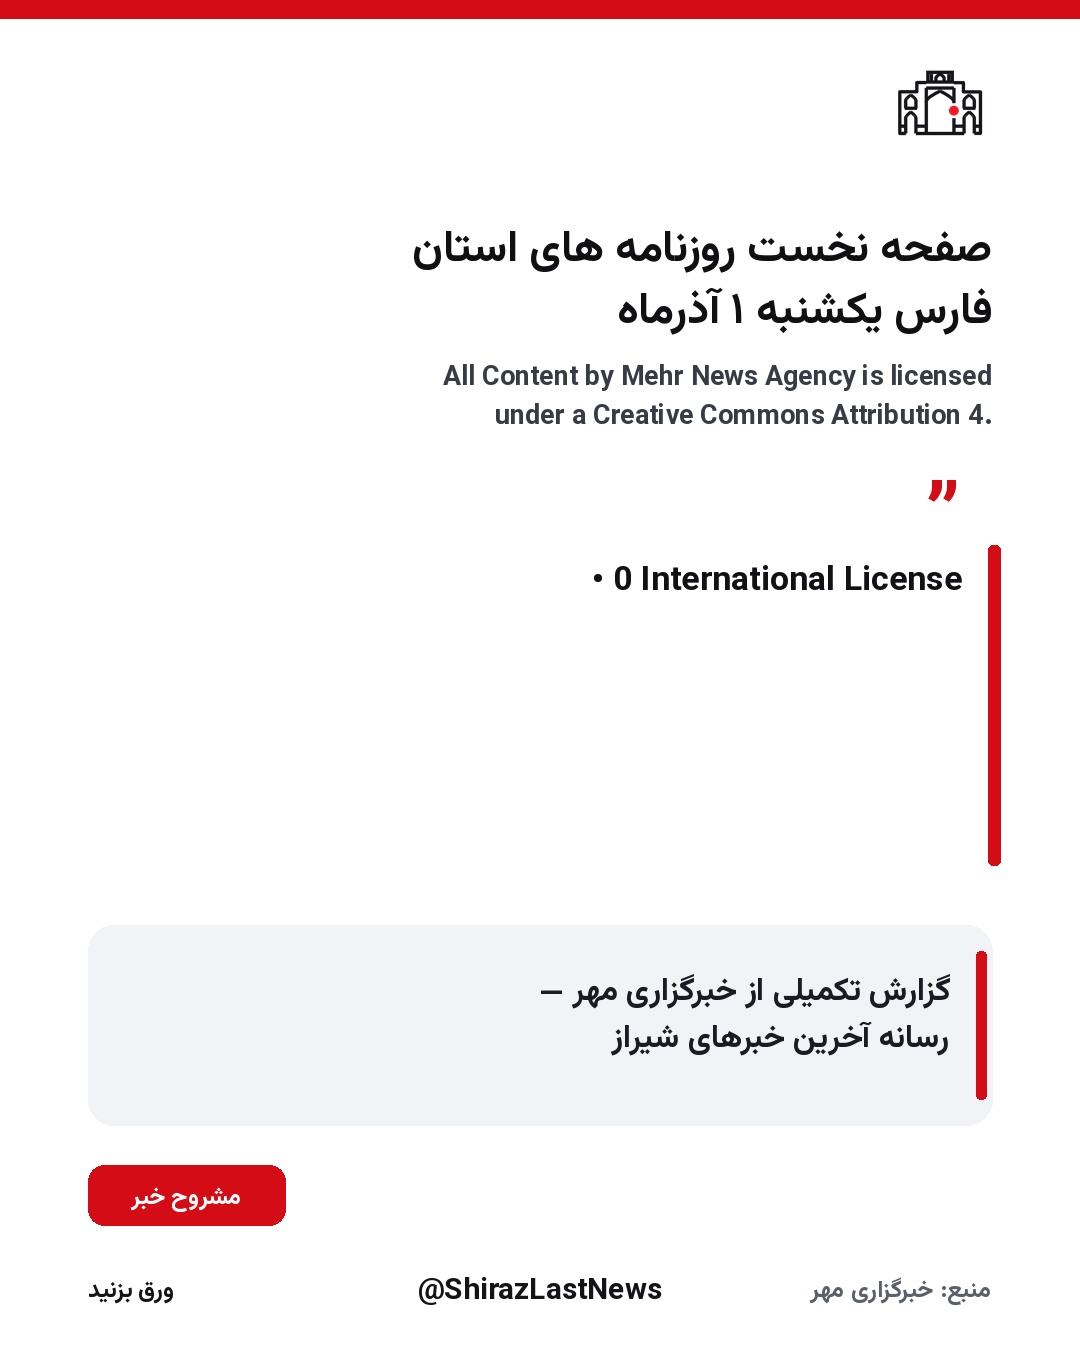 صفحه نخست روزنامه های استان
فارس یکشنبه ۱ آذرماه
All Content by Mehr News Agency is licensed
under a Creative Commons Attribution 4.
”
• 0 International License
گزارش تکمیلی از خبرگزاری مهر —
رسانه آخرین خبرهای شیراز
مشروح خبر
منبع: خبرگزاری مهر
@ShirazLastNews
ورق بزنید